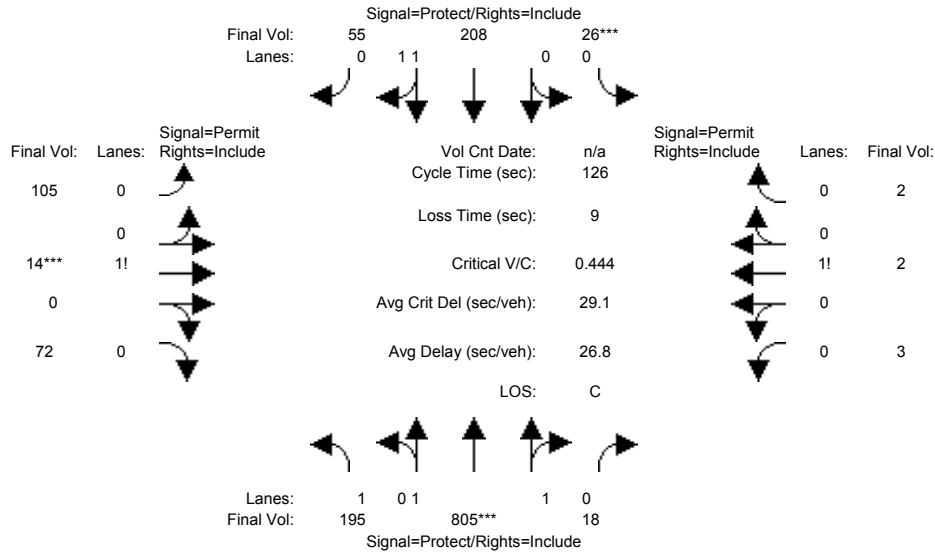 Signal=Protect/Rights=Include
Final Vol: 55 208 26***
Lanes: 0 1 1 0 0
Signal=Permit Signal=Permit
Final Vol: Lanes: Rights=Include Vol Cnt Date: n/a Rights=Include Lanes: Final Vol:
Cycle Time (sec): 126
105 0 0 2
Loss Time (sec): 9
0 0
14*** 1! Critical V/C: 0.444 1! 2
0 0 Avg Crit Del (sec/veh): 29.1 0
72 0 Avg Delay (sec/veh): 26.8 0 3
LOS: C
Lanes: 1 0 1 1 0
Final Vol: 195 805*** 18
Signal=Protect/Rights=Include